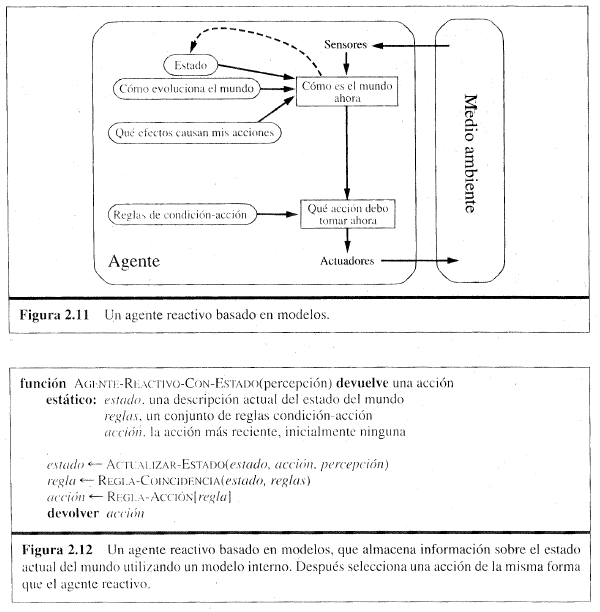 Sensores
Estado
Cómo evoluciona el mundo
Cómo es el mundo
ahora
Qué efectos causan mis acciones
Medio ambiente
Reglas de condición-acción
Qué acción debo
tomar ahora
Agente
Actuadores
Figura 2.11 Un agente reactivo basado en modelos.
función AGENTE-REACTIVO-CON-ESTADO(percepción) devuelve una acción
estático: estado, una descripción actual del estado del mundo
reglas, un conjunto de reglas condición-acción
acción, la acción más reciente, inicialmente ninguna
estado ← ACTUALIZAR-ESTADO(estado, acción, percepción)
regla ← REGLA-COINCIDENCIA(estado, reglas)
acción ← REGLA-ACCIÓN[regla]
devolver acción
Figura 2.12 Un agente reactivo basado en modelos, que almacena información sobre el estado
actual del mundo utilizando un modelo interno. Después selecciona una acción de la misma forma
que el agente reactivo.